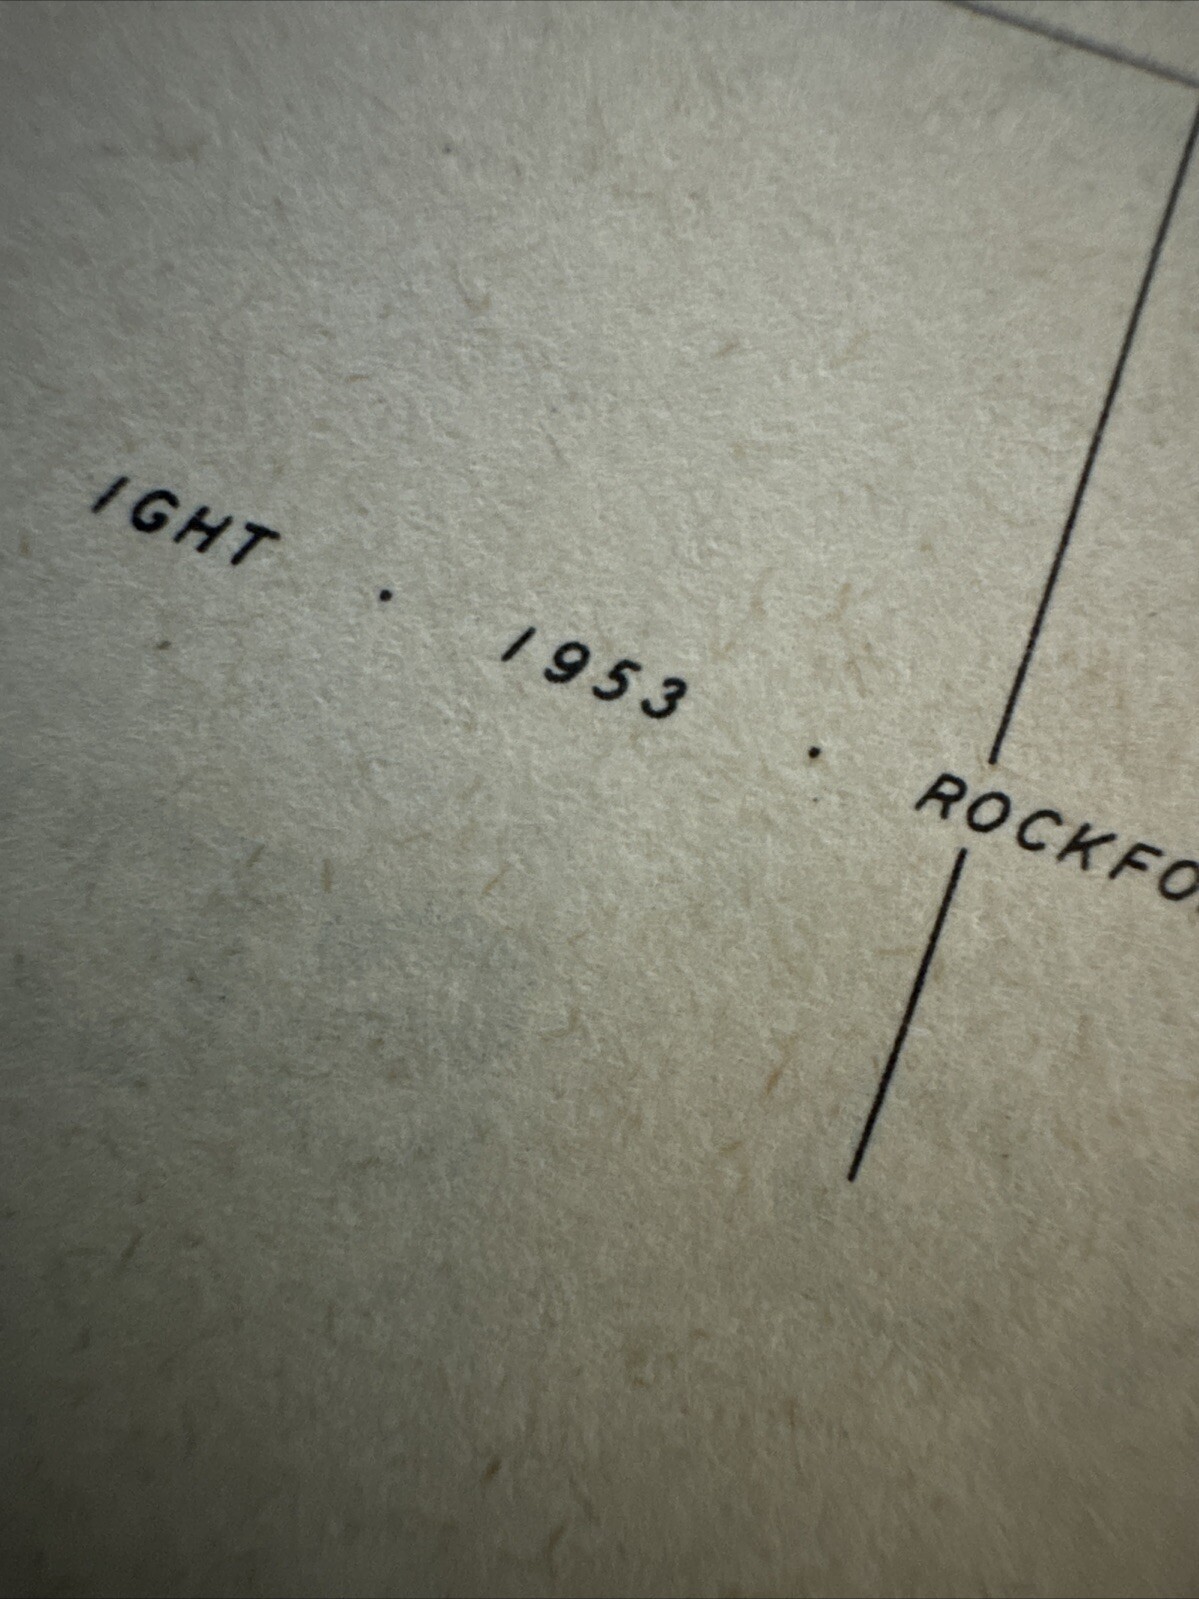 IGHT . 1953 . ROCKFO